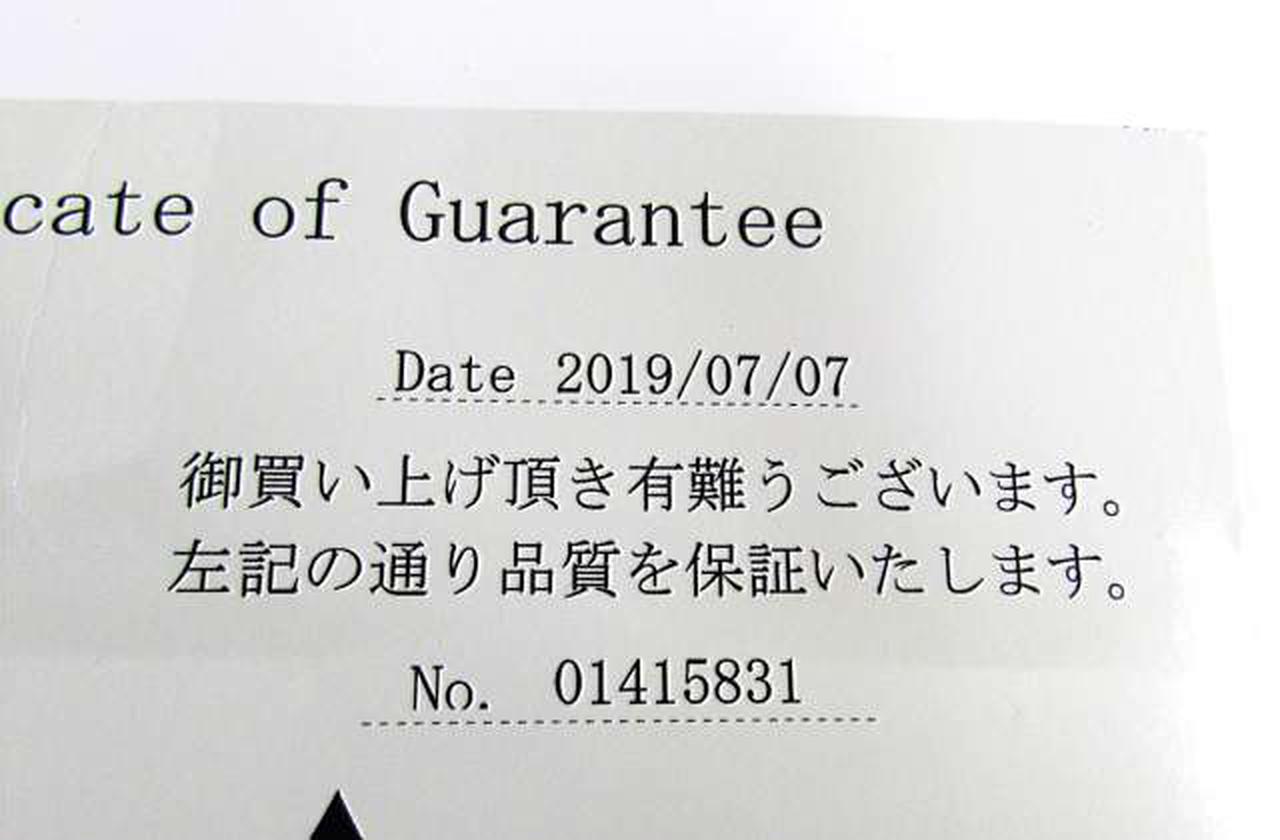 cate of Guarantee
Date 2019/07/07
御買い上げ頂き有難うございます。
左記の通り品質を保証いたします。
No. 01415831